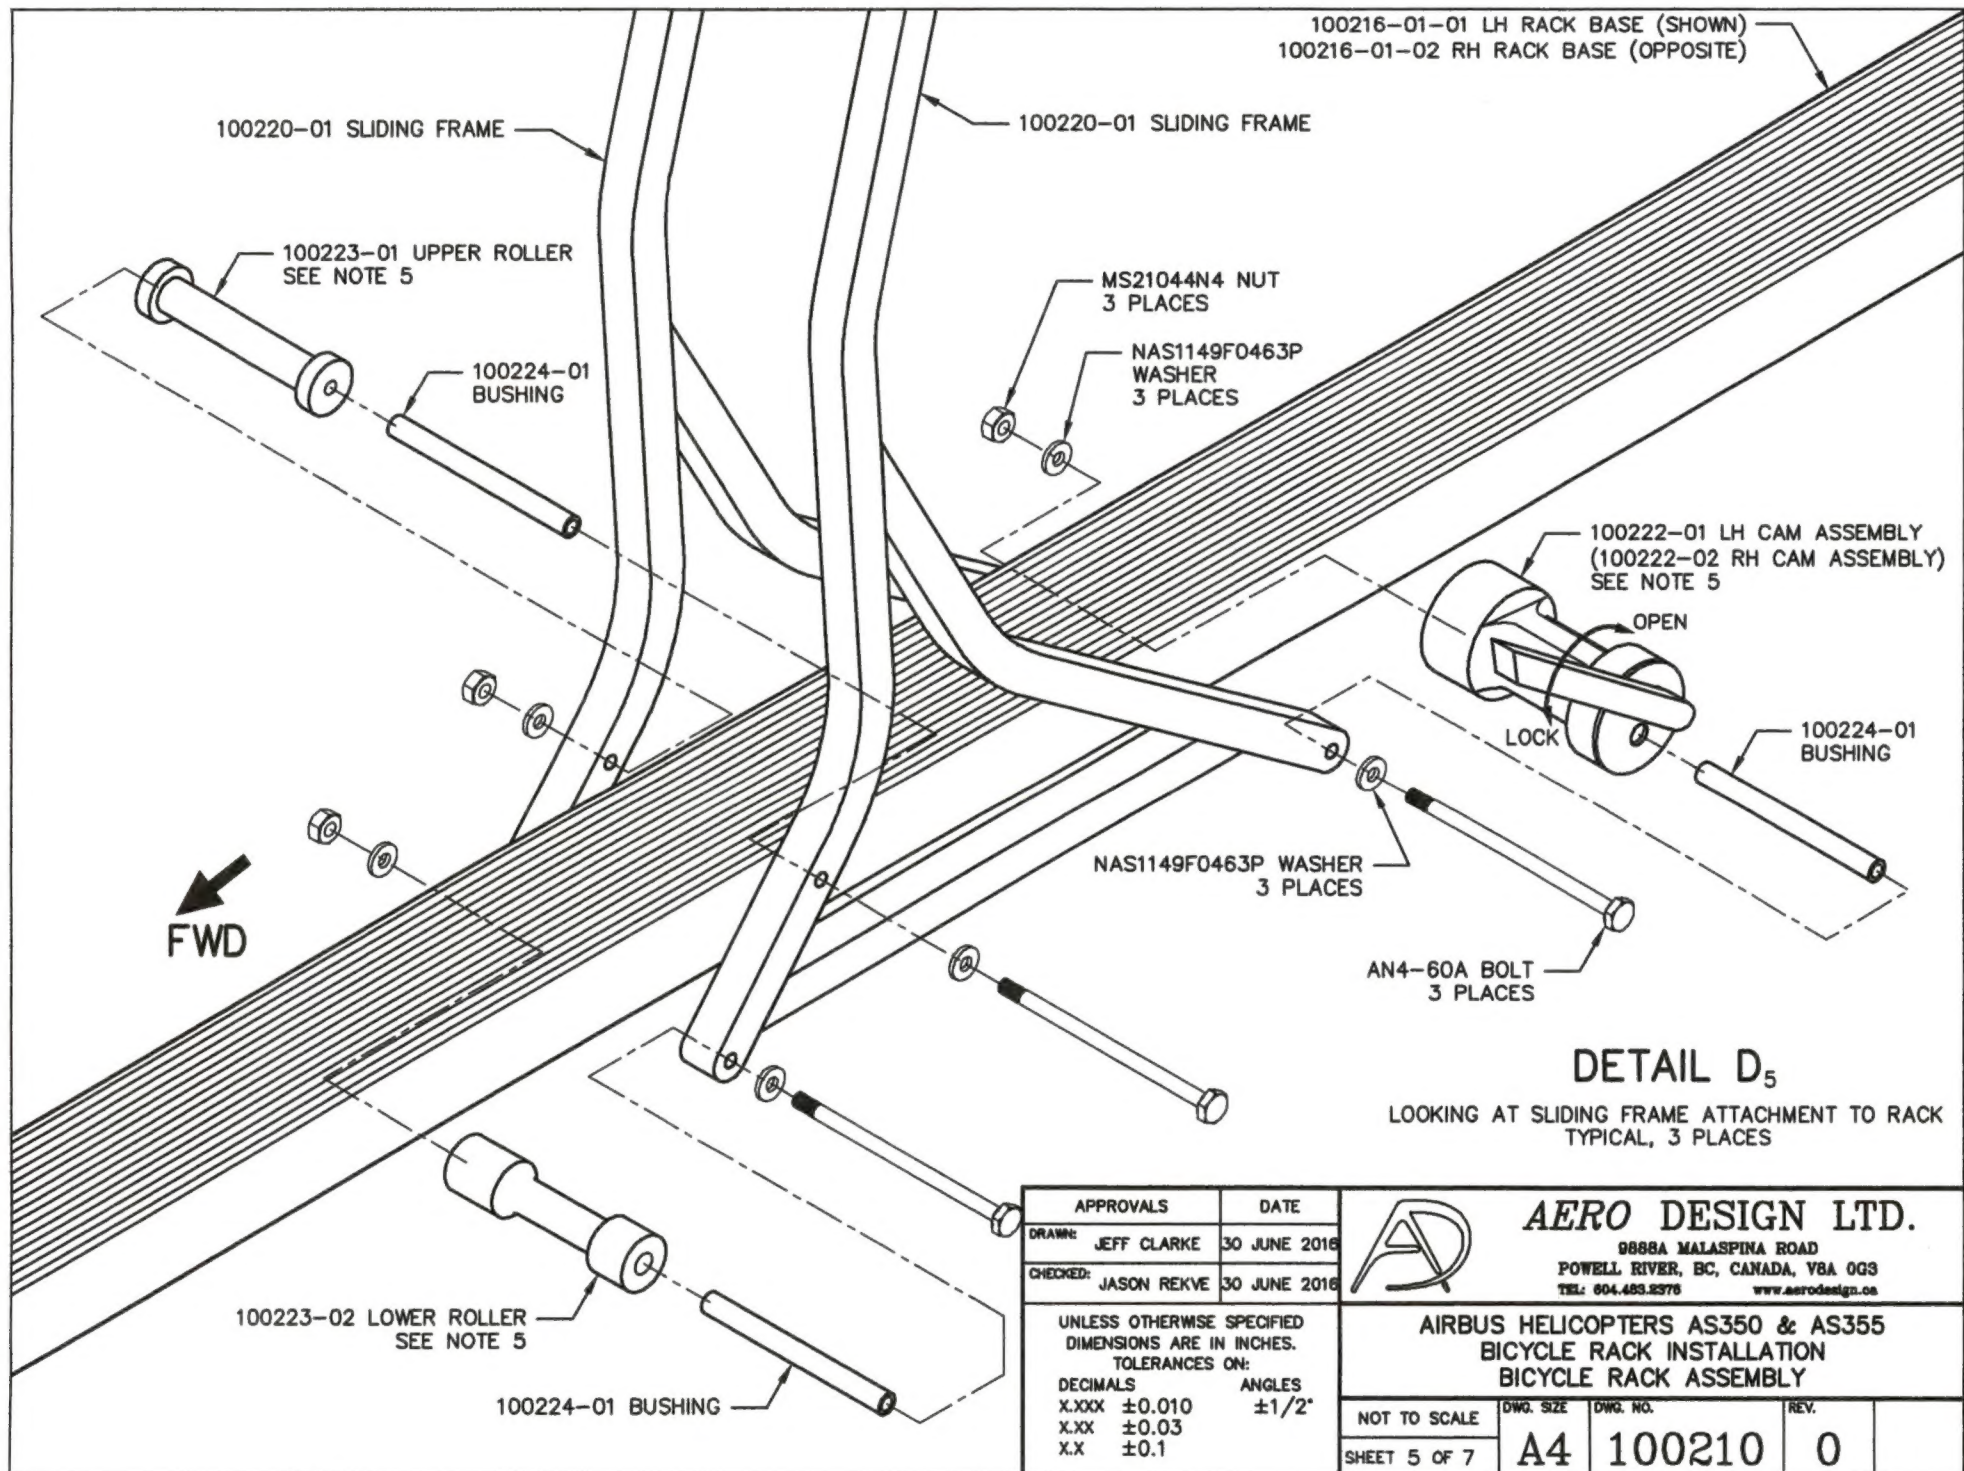 100216-01-01 LH RACK BASE (SHOWN)
100216-01-02 RH RACK BASE (OPPOSITE)
100220-01 SLIDING FRAME
100220-01 SLIDING FRAME
100223-01 UPPER ROLLER
SEE NOTE 5
100224-01
BUSHING
MS21044N4 NUT
3 PLACES
NAS1149F0463P
WASHER
3 PLACES
100222-01 LH CAM ASSEMBLY
(100222-02 RH CAM ASSEMBLY)
SEE NOTE 5
OPEN
LOCK
100224-01
BUSHING
NAS1149F0463P WASHER
3 PLACES
AN4-60A BOLT
3 PLACES
FWD
DETAIL D5
LOOKING AT SLIDING FRAME ATTACHMENT TO RACK
TYPICAL, 3 PLACES
100223-02 LOWER ROLLER
SEE NOTE 5
100224-01 BUSHING
APPROVALS DATE
DRAWN: JEFF CLARKE 30 JUNE 2016
CHECKED: JASON REKVE 30 JUNE 2016
UNLESS OTHERWISE SPECIFIED
DIMENSIONS ARE IN INCHES.
TOLERANCES ON:
DECIMALS ANGLES
X.XXX ±0.010 ±1/2°
X.XX ±0.03
X.X ±0.1
AERO DESIGN LTD.
9888A MALASPINA ROAD
POWELL RIVER, BC, CANADA, V8A 0G3
TEL: 604.483.2376 www.aerodesign.ca
AIRBUS HELICOPTERS AS350 & AS355
BICYCLE RACK INSTALLATION
BICYCLE RACK ASSEMBLY
NOT TO SCALE
SHEET 5 OF 7
DWG. SIZE
A4
DWG. NO.
100210
REV.
0